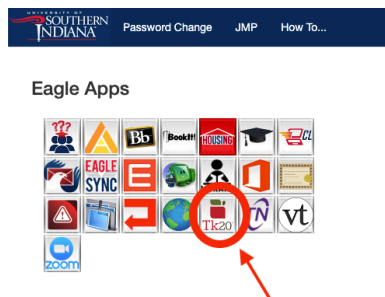 UNIVERSITY OF
SOUTHERN
INDIANA
Password Change JMP How To...
Eagle Apps
???
Bb
BookIt!
HOUSING
CL
EAGLE
SYNC
E
Tk20
N
vt
zoom